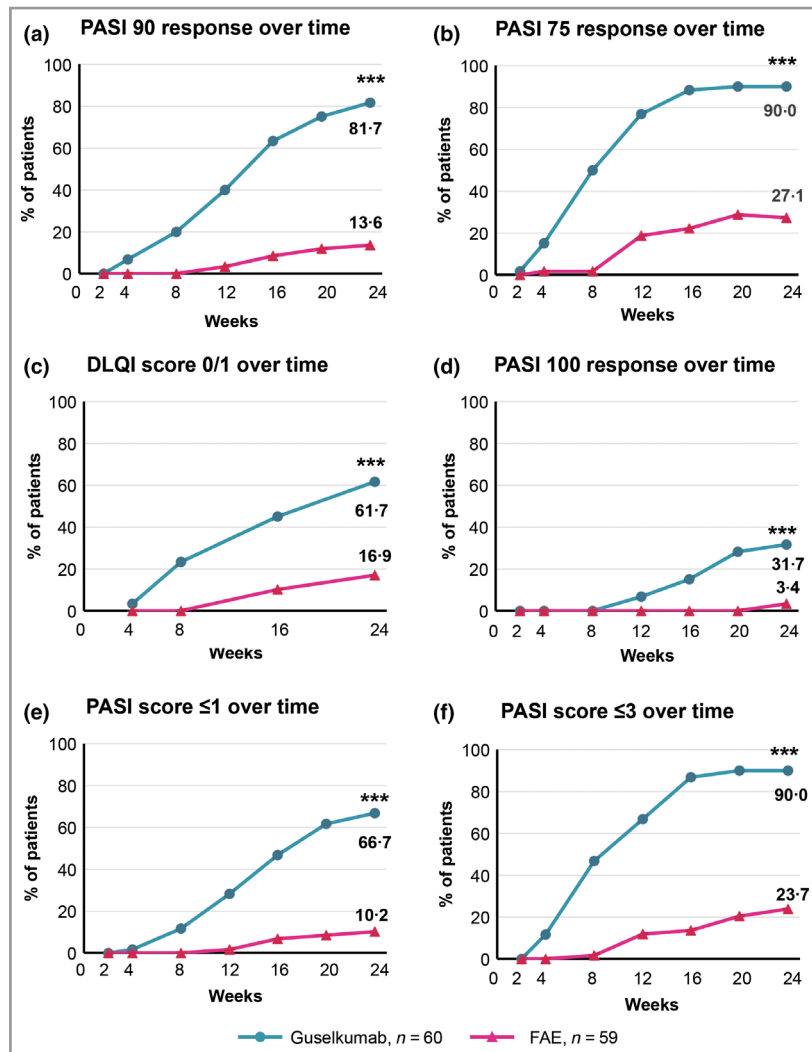 (a) PASI 90 response over time
% of patients
100
80
60
40
20
0
***
81·7
13·6
0 2 4 8 12 16 20 24
Weeks
(b) PASI 75 response over time
% of patients
100
80
60
40
20
0
***
90·0
27·1
0 2 4 8 12 16 20 24
Weeks
(c) DLQI score 0/1 over time
% of patients
100
80
60
40
20
0
***
61·7
16·9
0 4 8 16 24
Weeks
(d) PASI 100 response over time
% of patients
100
80
60
40
20
0
***
31·7
3·4
0 2 4 8 12 16 20 24
Weeks
(e) PASI score ≤1 over time
% of patients
100
80
60
40
20
0
***
66·7
10·2
0 2 4 8 12 16 20 24
Weeks
(f) PASI score ≤3 over time
% of patients
100
80
60
40
20
0
***
90·0
23·7
0 2 4 8 12 16 20 24
Weeks
Guselkumab, n = 60 FAE, n = 59